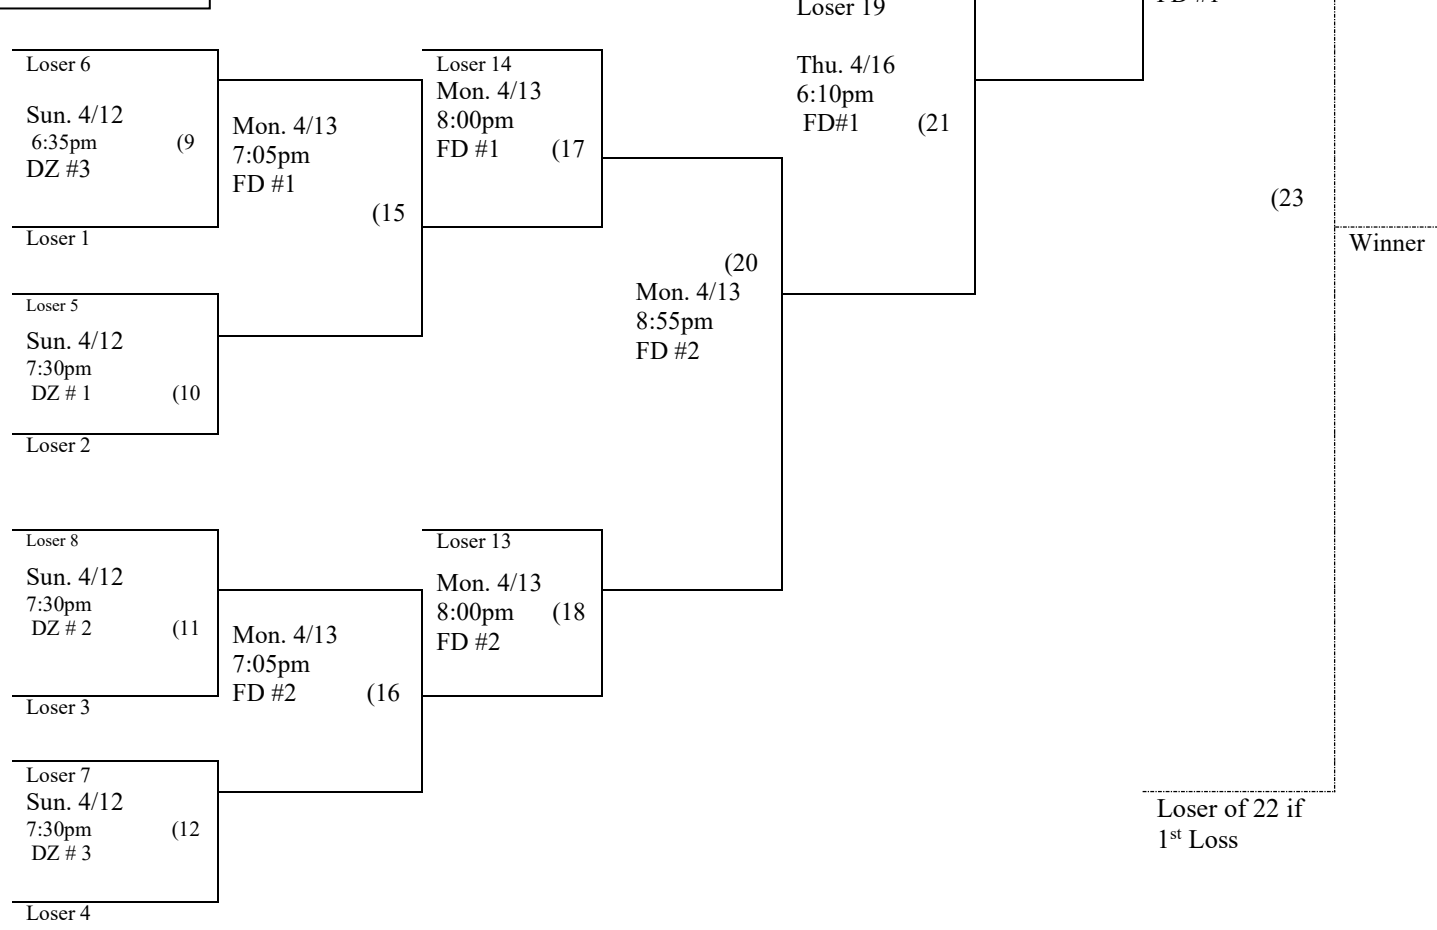 Loser 19
Thu. 4/16
6:10pm
FD#1 (21
Loser 6
Sun. 4/12
6:35pm (9
DZ #3
Loser 1
Mon. 4/13
7:05pm
FD #1
(15
Loser 14
Mon. 4/13
8:00pm
FD #1 (17
Loser 5
Sun. 4/12
7:30pm
DZ # 1 (10
Loser 2
(20
Mon. 4/13
8:55pm
FD #2
(23
Winner
Loser 8
Sun. 4/12
7:30pm
DZ # 2 (11
Loser 3
Mon. 4/13
7:05pm
FD #2 (16
Loser 13
Mon. 4/13
8:00pm (18
FD #2
Loser 7
Sun. 4/12
7:30pm (12
DZ # 3
Loser 4
Loser of 22 if
1st Loss